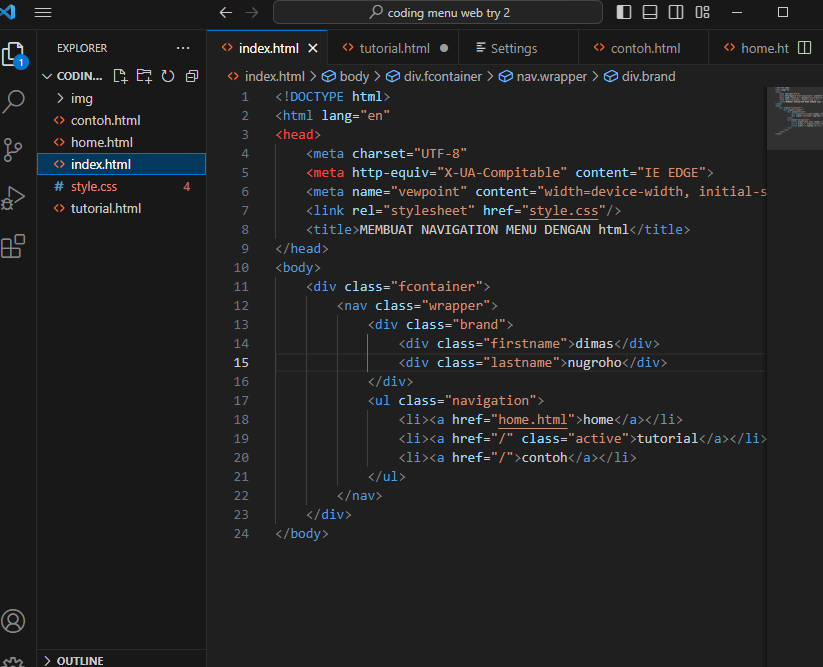 coding menu web try 2
EXPLORER
index.html
tutorial.html
Settings
contoh.html
home.ht
1
CODIN...
index.html > body > div.fcontainer > nav.wrapper > div.brand
img
contoh.html
home.html
index.html
# style.css 4
tutorial.html
1 <!DOCTYPE html>
2 <html lang="en"
3 <head>
4 <meta charset="UTF-8"
5 <meta http-equiv="X-UA-Compitable" content="IE EDGE">
6 <meta name="vewpoint" content="width=device-width, initial-s
7 <link rel="stylesheet" href="style.css"/>
8 <title>MEMBUAT NAVIGATION MENU DENGAN html</title>
9 </head>
10 <body>
11 <div class="fcontainer">
12 <nav class="wrapper">
13 <div class="brand">
14 <div class="firstname">dimas</div>
15 <div class="lastname">nugroho</div>
16 </div>
17 <ul class="navigation">
18 <li><a href="home.html">home</a></li>
19 <li><a href="/" class="active">tutorial</a></li>
20 <li><a href="/">contoh</a></li>
21 </ul>
22 </nav>
23 </div>
24 </body>
OUTLINE